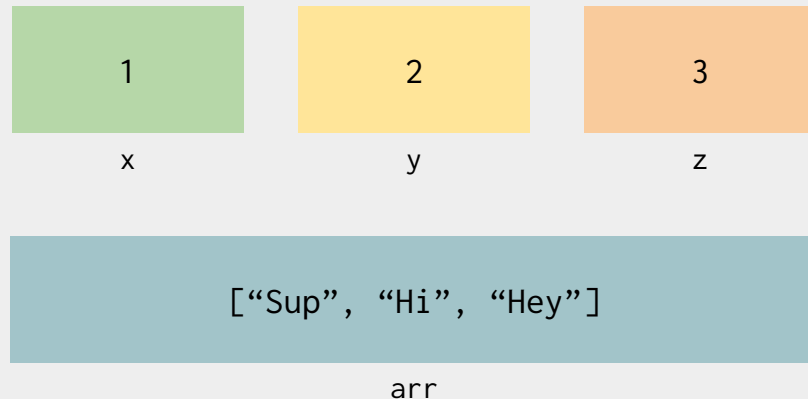 1 2 3
x y z
[“Sup”, “Hi”, “Hey”]
arr